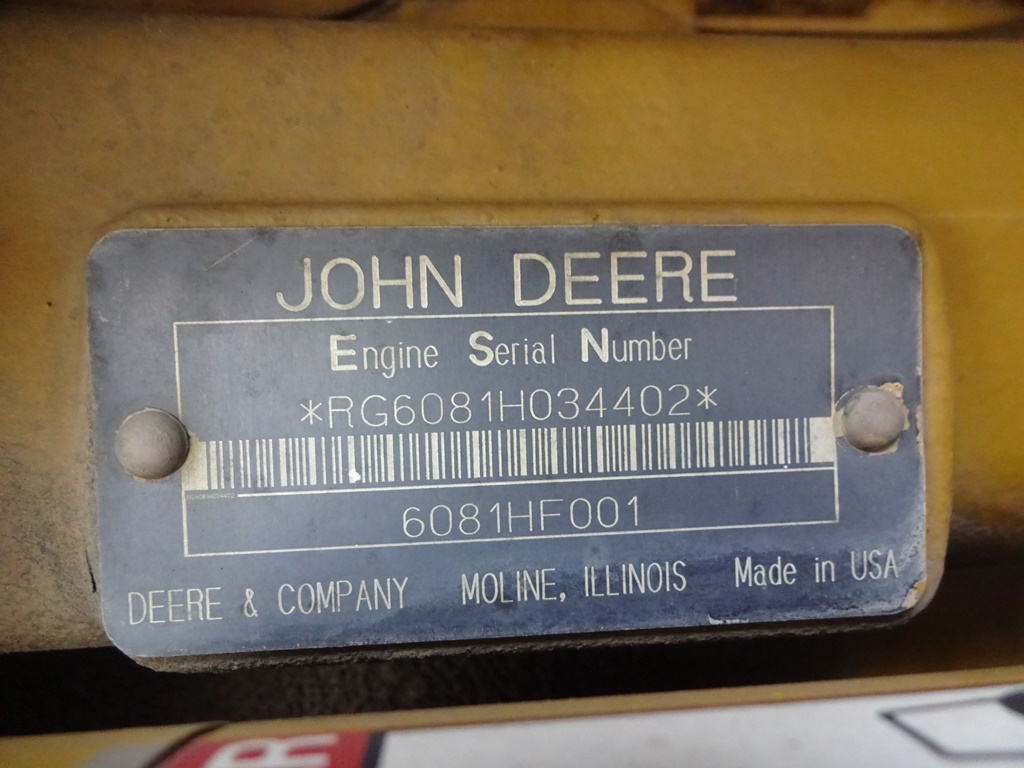 JOHN DEERE
Engine Serial Number
*RG6081H034402*
6081HF001
DEERE & COMPANY MOLINE, ILLINOIS Made in USA
R